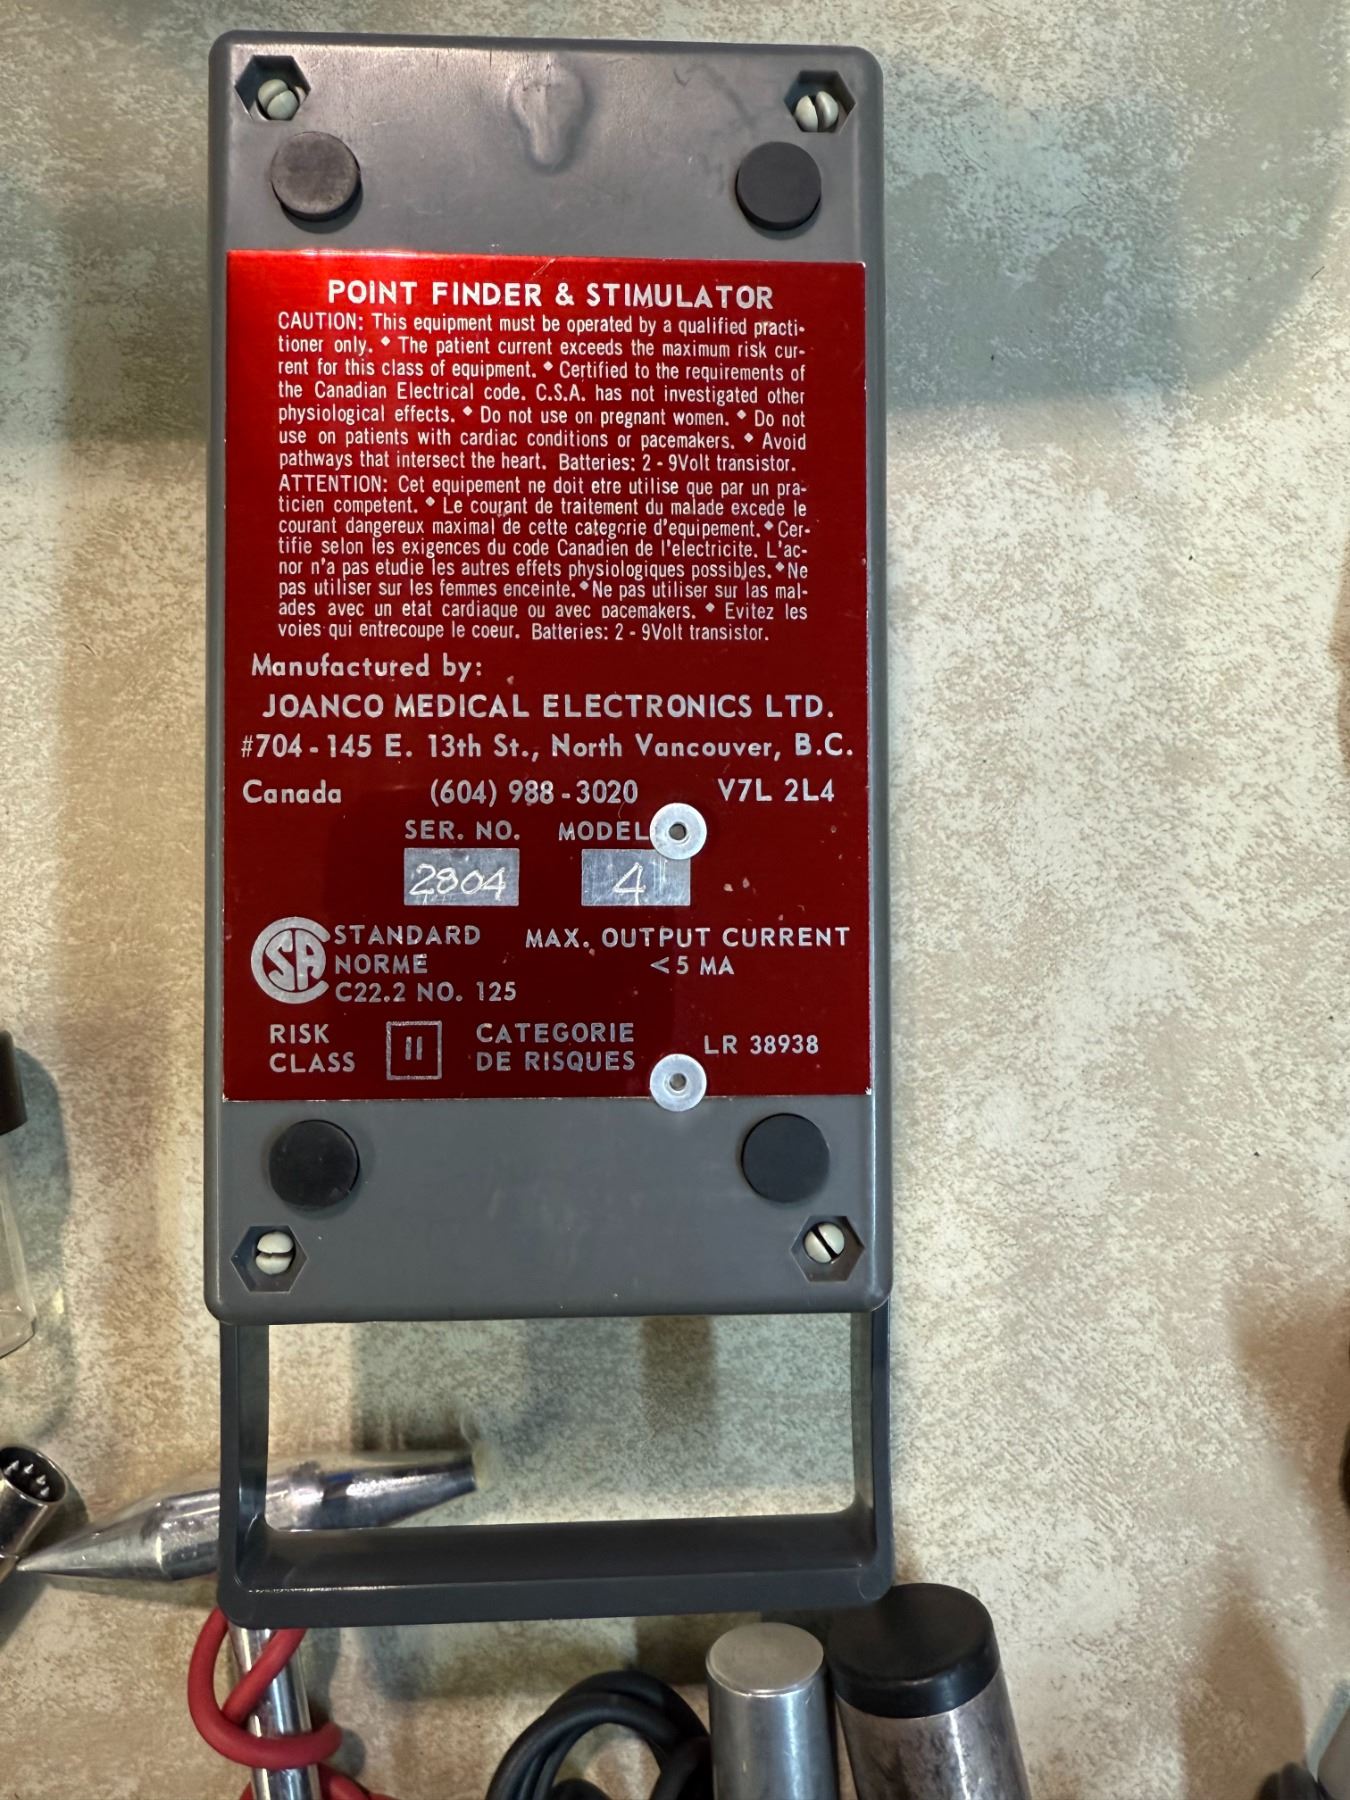 POINT FINDER & STIMULATOR
CAUTION: This equipment must be operated by a qualified practi-
tioner only. ◆ The patient current exceeds the maximum risk cur-
rent for this class of equipment. ◆ Certified to the requirements of
the Canadian Electrical code. C.S.A. has not investigated other
physiological effects. ◆ Do not use on pregnant women. ◆ Do not
use on patients with cardiac conditions or pacemakers. ◆ Avoid
pathways that intersect the heart. Batteries: 2 - 9Volt transistor.
ATTENTION: Cet equipement ne doit etre utilise que par un pra-
ticien competent. ◆ Le courant de traitement du malade excede le
courant dangereux maximal de cette categorie d'equipement. ◆ Cer-
tifie selon les exigences du code Canadien de l'electricite. L'ac-
nor n'a pas etudie les autres effets physiologiques possibles. ◆ Ne
pas utiliser sur les femmes enceinte. ◆ Ne pas utiliser sur las mal-
ades avec un etat cardiaque ou avec pacemakers. ◆ Evitez les
voies qui entrecoupe le coeur. Batteries: 2 - 9Volt transistor.
Manufactured by:
JOANCO MEDICAL ELECTRONICS LTD.
#704 - 145 E. 13th St., North Vancouver, B.C.
Canada (604) 988 - 3020 V7L 2L4
SER. NO. MODEL
2804 4
CSA STANDARD MAX. OUTPUT CURRENT
NORME < 5 MA
C22.2 NO. 125
RISK II CATEGORIE LR 38938
CLASS DE RISQUES